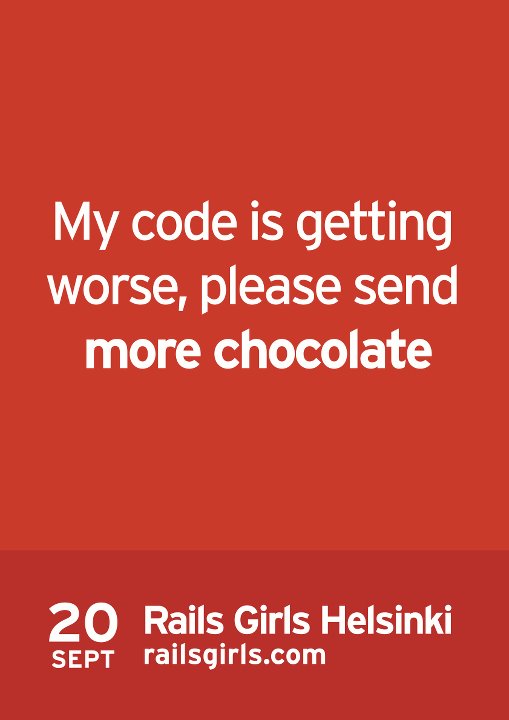 My code is getting
worse, please send
more chocolate
20
SEPT
Rails Girls Helsinki
railsgirls.com